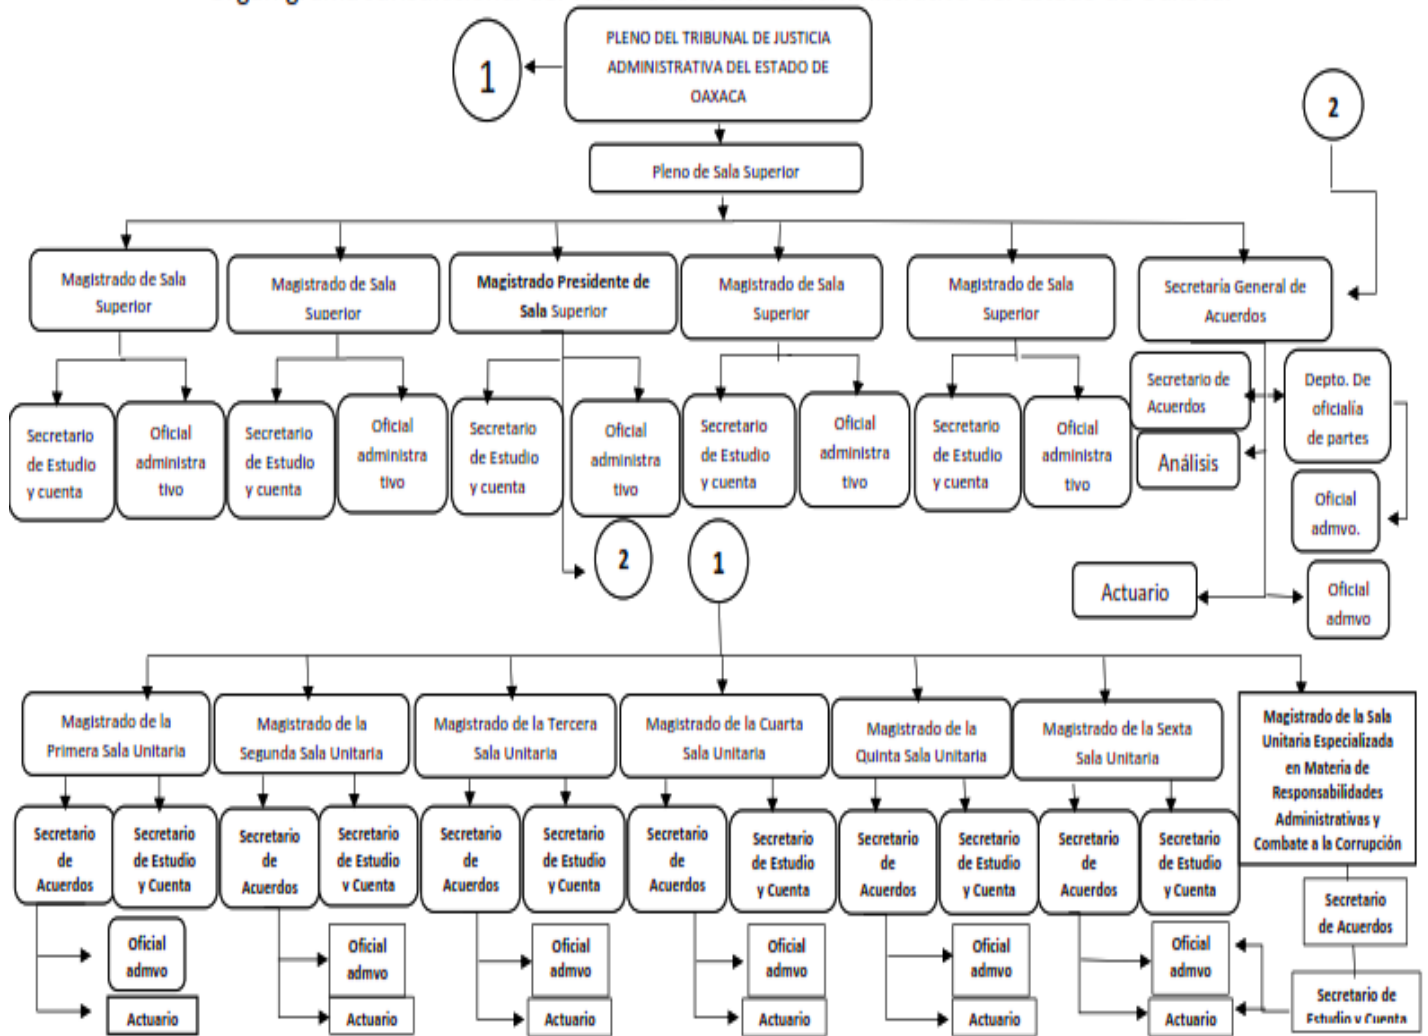 PLENO DEL TRIBUNAL DE JUSTICIA
ADMINISTRATIVA DEL ESTADO DE
OAXACA
1
2
Pleno de Sala Superior
Magistrado de Sala
Superior
Magistrado de Sala
Superior
Magistrado Presidente de
Sala Superior
Magistrado de Sala
Superior
Magistrado de Sala
Superior
Secretaría General de
Acuerdos
Secretario
de Estudio
y cuenta
Oficial
administra
tivo
Secretario
de Estudio
y cuenta
Oficial
administra
tivo
Secretario
de Estudio
y cuenta
Oficial
administra
tivo
Secretario
de Estudio
y cuenta
Oficial
administra
tivo
Secretario
de Estudio
y cuenta
Oficial
administra
tivo
Secretario de
Acuerdos
Depto. De
oficialía
de partes
Análisis
Oficial
admvo.
2
1
Actuario
Oficial
admvo
Magistrado de la
Primera Sala Unitaria
Magistrado de la
Segunda Sala Unitaria
Magistrado de la Tercera
Sala Unitaria
Magistrado de la Cuarta
Sala Unitaria
Magistrado de la
Quinta Sala Unitaria
Magistrado de la Sexta
Sala Unitaria
Magistrado de la Sala
Unitaria Especializada
en Materia de
Responsabilidades
Administrativas y
Combate a la Corrupción
Secretario
de
Acuerdos
Secretario
de Estudio
y Cuenta
Secretario
de
Acuerdos
Secretario
de Estudio
y Cuenta
Secretario
de
Acuerdos
Secretario
de Estudio
y Cuenta
Secretario
de
Acuerdos
Secretario
de Estudio
y Cuenta
Secretario
de
Acuerdos
Secretario
de Estudio
y Cuenta
Secretario
de
Acuerdos
Secretario
de Estudio
y Cuenta
Secretario
de Acuerdos
Oficial
admvo
Actuario
Oficial
admvo
Actuario
Oficial
admvo
Actuario
Oficial
admvo
Actuario
Oficial
admvo
Actuario
Oficial
admvo
Actuario
Secretario de
Estudio y Cuenta